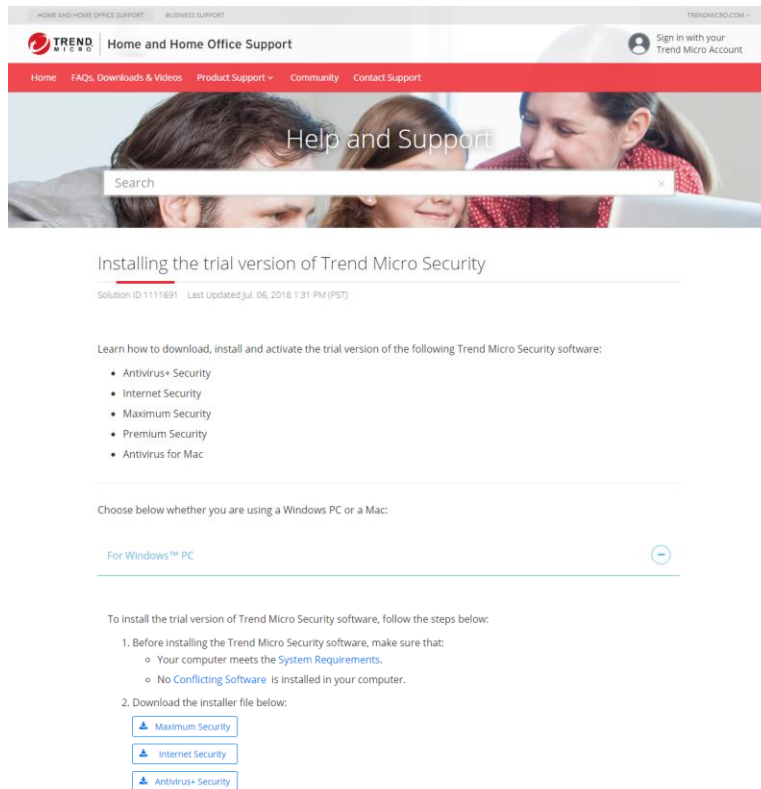 HOME AND HOME OFFICE SUPPORT BUSINESS SUPPORT TRENDMICRO.COM
TREND MICRO Home and Home Office Support Sign in with your
Trend Micro Account
Home FAQs, Downloads & Videos Product Support Community Contact Support
Help and Support
Search
Installing the trial version of Trend Micro Security
Solution ID:1111691 Last Updated Jul. 06, 2018 1:31 PM (PST)
Learn how to download, install and activate the trial version of the following Trend Micro Security software:
• Antivirus+ Security
• Internet Security
• Maximum Security
• Premium Security
• Antivirus for Mac
Choose below whether you are using a Windows PC or a Mac:
For Windows™ PC
To install the trial version of Trend Micro Security software, follow the steps below:
1. Before installing the Trend Micro Security software, make sure that:
Your computer meets the System Requirements.
No Conflicting Software is installed in your computer.
2. Download the installer file below:
Maximum Security
Internet Security
Antivirus+ Security